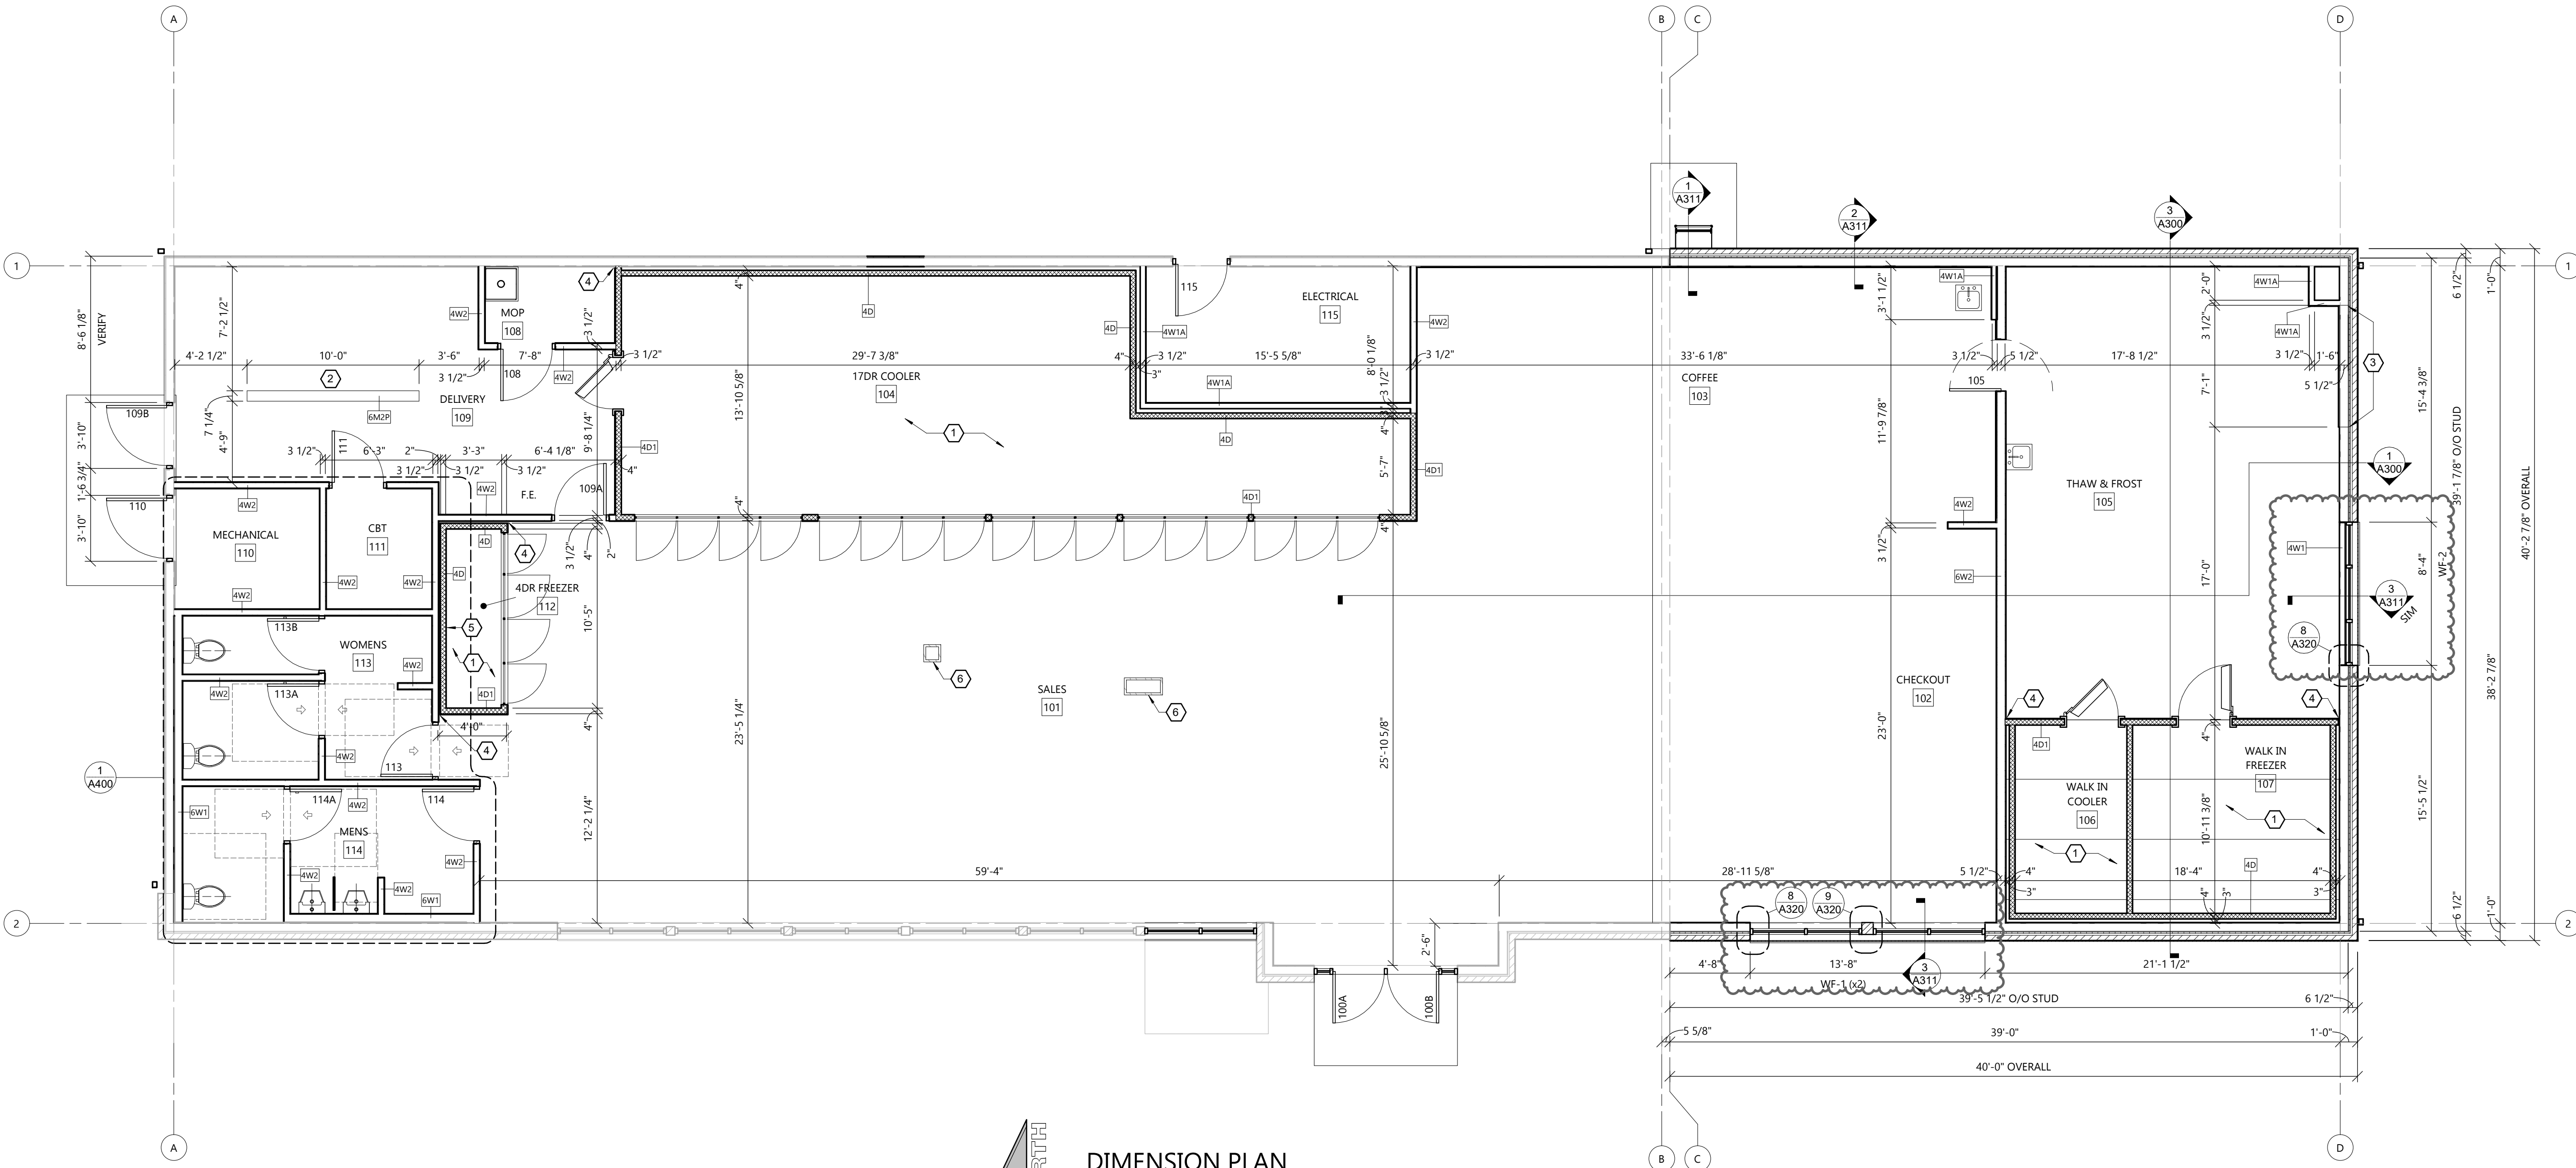 A
B
C
D
1
A311
2
A311
3
A300
1
1
8'-6 1/8"
VERIFY
7'-2 1/2"
4W2
MOP
108
4
3 1/2"
4"
4D
4D
4W1A
115
ELECTRICAL
115
4W2
3'-1 1/2"
4W1A
4W1A
2'-0"
3 1/2"
4W1A
6 1/2"
1'-0"
4'-2 1/2"
10'-0"
3'-6"
7'-8"
3 1/2"
29'-7 3/8"
4"
3 1/2"
15'-5 5/8"
3 1/2"
33'-6 1/8"
3 1/2"
5 1/2"
17'-8 1/2"
3 1/2"
1'-6"
3
2
3 1/2"
108
4W2
13'-10 5/8"
17DR COOLER
104
3"
4W1A
8'-0 1/8"
3 1/2"
3"
COFFEE
103
105
7'-1"
5 1/2"
15'-4 3/8"
39'-1 7/8" O/O STUD
40'-2 7/8" OVERALL
109B
7 1/4"
6M2P
DELIVERY
109
9'-8 1/4"
4D1
1
4D
4"
11'-9 7/8"
3'-10"
4'-9"
3 1/2"
111
6'-3"
2"
3'-3"
6'-4 1/8"
3 1/2"
3 1/2"
3 1/2"
4"
5'-7"
4D1
1
A300
1'-6 3/4"
110
4W2
4W2
F.E.
109A
4"
4D1
4"
THAW & FROST
105
4W2
3'-10"
MECHANICAL
110
CBT
111
4D
4
3 1/2"
4"
2"
3 1/2"
4W1
8'-4"
WF-2
4W2
4W2
4D
4DR FREEZER
112
6W2
17'-0"
3
A311
SIM
4W2
113B
WOMENS
113
5
1
10'-5"
8
A320
4W2
4W2
113A
4D1
6
SALES
101
6
CHECKOUT
102
4
4
38'-2 7/8"
4'-0"
4
4"
23'-5 1/4"
25'-10 5/8"
23'-0"
4D1
4"
WALK IN
FREEZER
107
1
A400
4W2
113
6W1
114A
4W2
114
MENS
114
12'-2 1/4"
WALK IN
COOLER
106
1
1
10'-11 3/8"
15'-5 1/2"
4W2
4W2
4W2
6W1
59'-4"
28'-11 5/8"
5 1/2"
4"
3"
18'-4"
4D
4"
3"
4"
3"
6 1/2"
1'-0"
2
8
A320
9
A320
2
2'-6"
4'-8"
13'-8"
3
A311
21'-1 1/2"
WF-1 (x2)
100A
100B
39'-5 1/2" O/O STUD
6 1/2"
5 5/8"
39'-0"
1'-0"
40'-0" OVERALL
A
B
C
D
DIMENSION PLAN